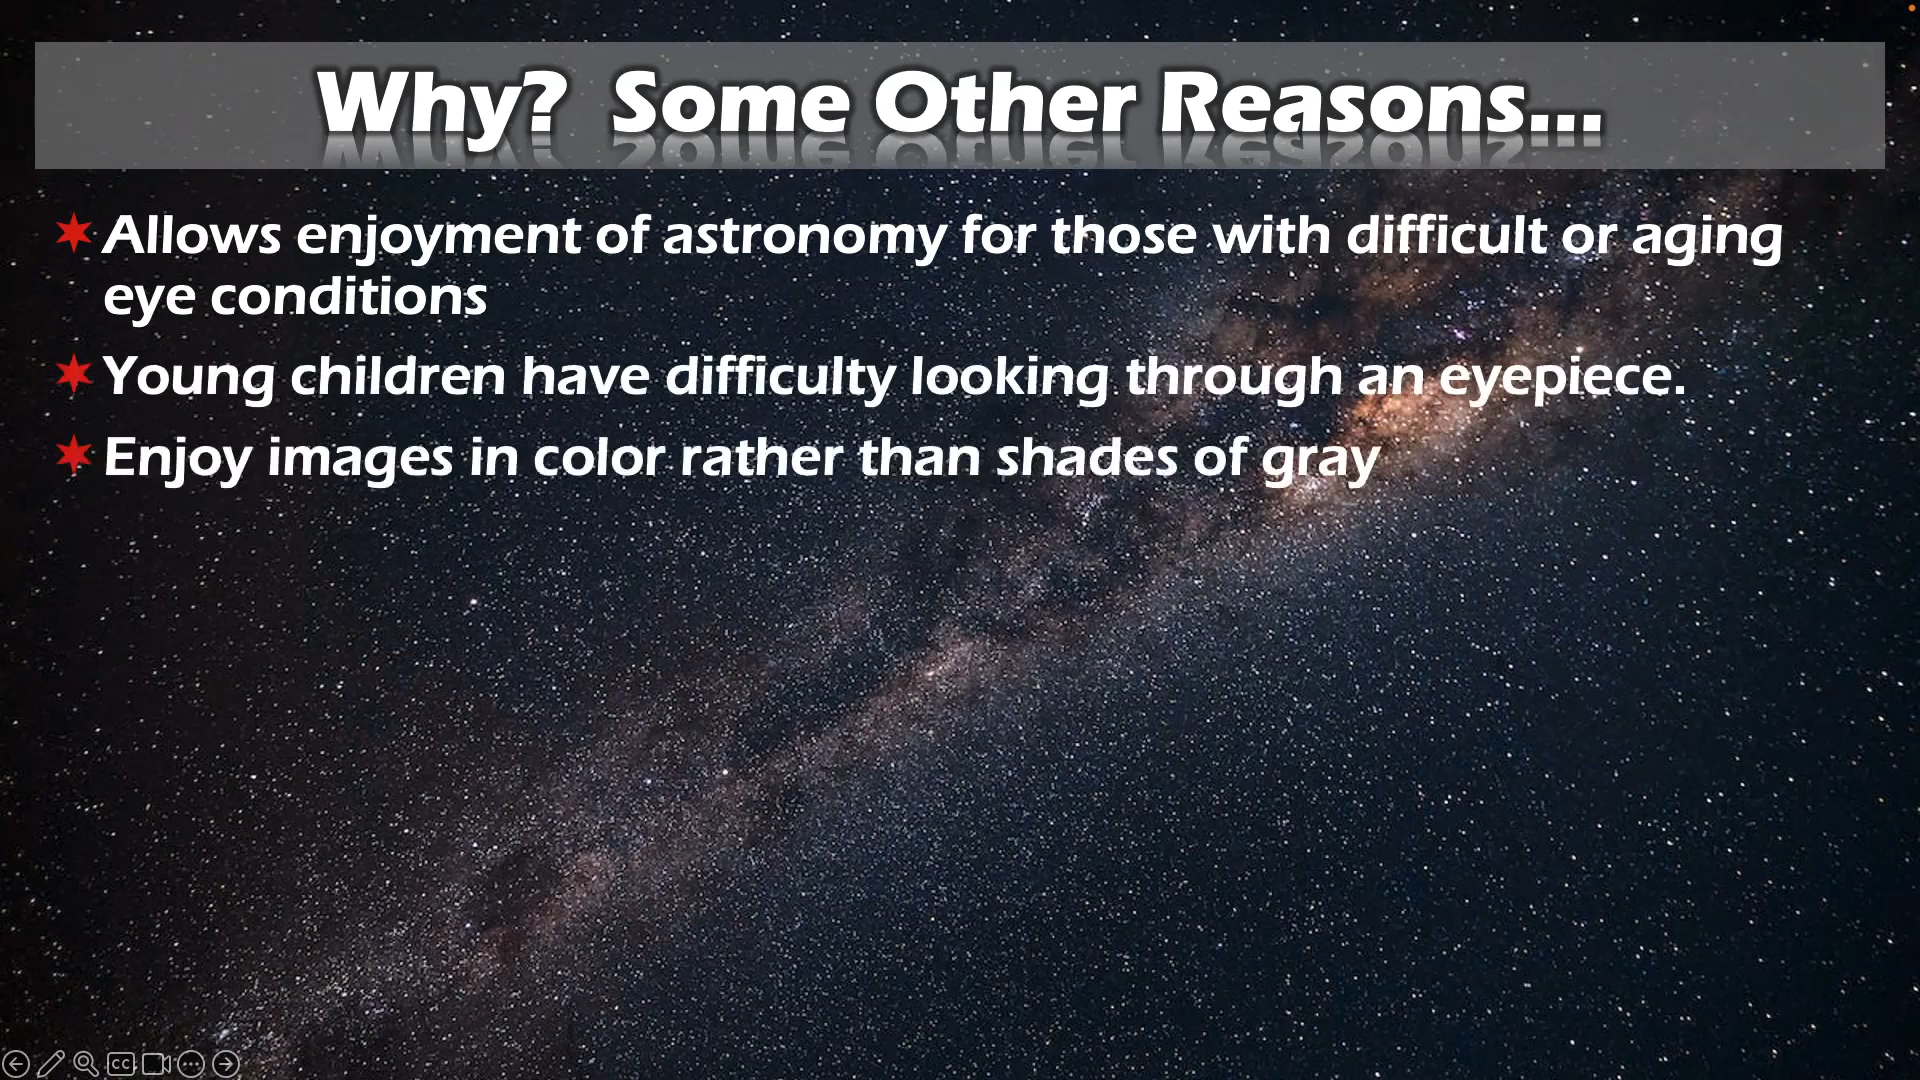 Why? Some Other Reasons...
Allows enjoyment of astronomy for those with difficult or aging
eye conditions
Young children have difficulty looking through an eyepiece.
Enjoy images in color rather than shades of gray
CC